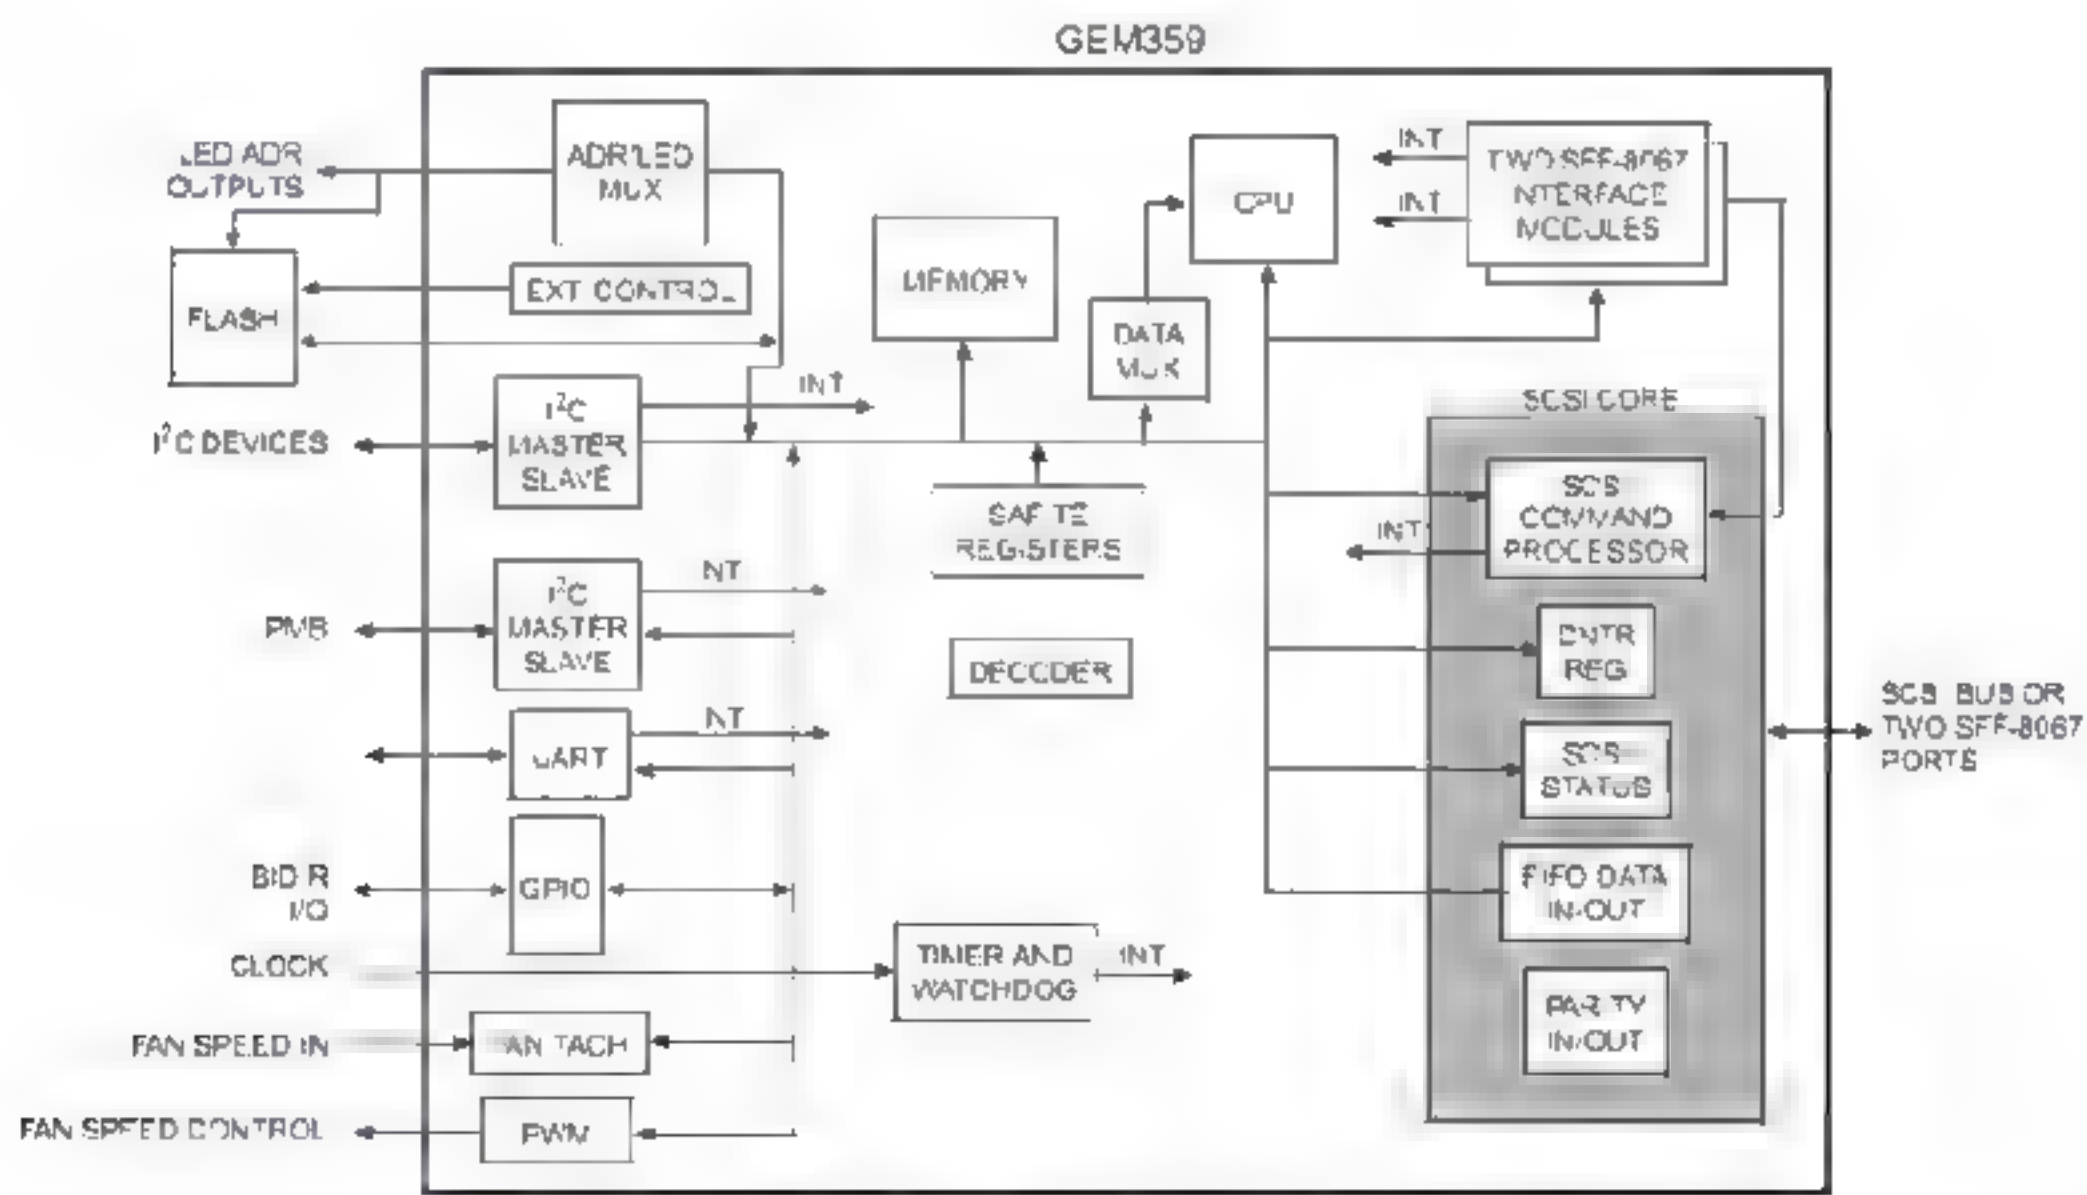 GEM359
LED ADR
OUTPUTS
ADR/LED
MUX
FLASH
EXT CONTROL
MEMORY
CPU
DATA
MUX
INT
INT
TWO SFF-8067
INTERFACE
MODULES
I²C DEVICES
I²C
MASTER
SLAVE
INT
SAF-TE
REGISTERS
SCSI CORE
SCSI
COMMAND
PROCESSOR
INT
PMB
I²C
MASTER
SLAVE
INT
DECODER
CNTR
REG
UART
INT
SCSI
STATUS
SCSI BUS OR
TWO SFF-8067
PORTS
BIDIR
I/O
GPIO
FIFO DATA
IN/OUT
CLOCK
TIMER AND
WATCHDOG
INT
PARITY
IN/OUT
FAN SPEED IN
FAN TACH
FAN SPEED CONTROL
PWM